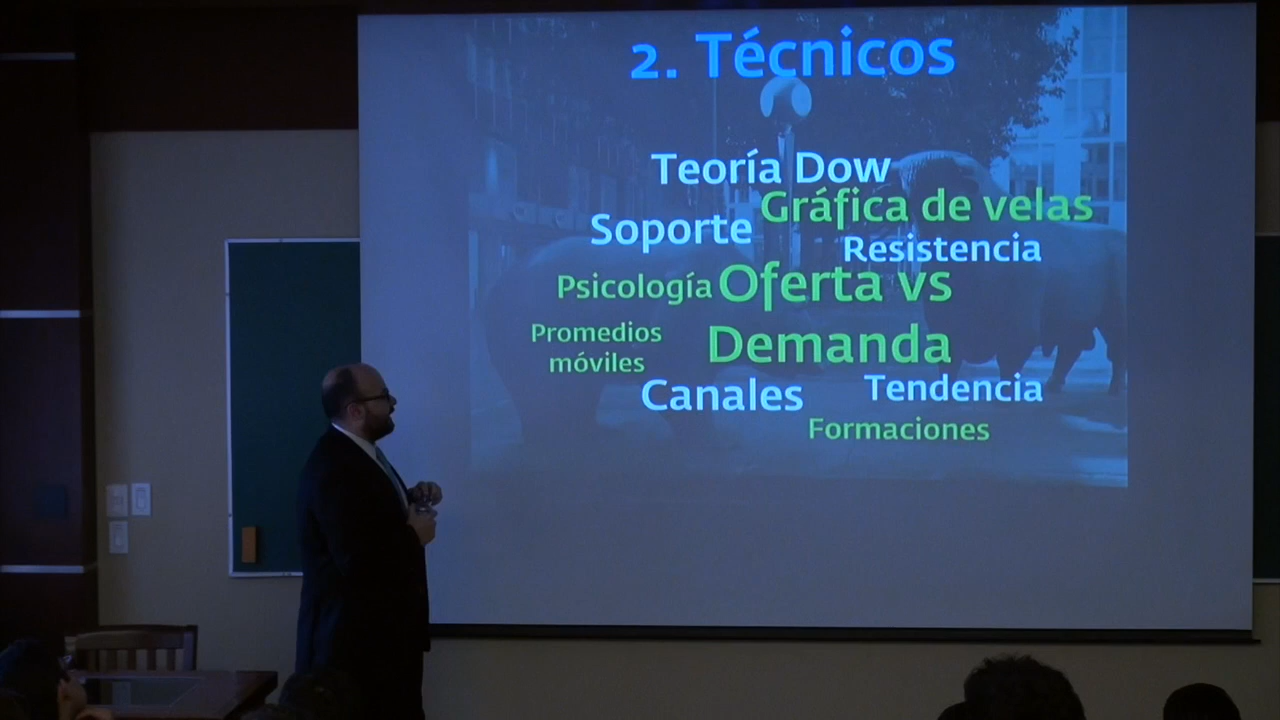 2. Técnicos
Teoría Dow
Gráfica de velas
Soporte
Resistencia
Psicología
Oferta vs
Demanda
Promedios
móviles
Canales
Tendencia
Formaciones